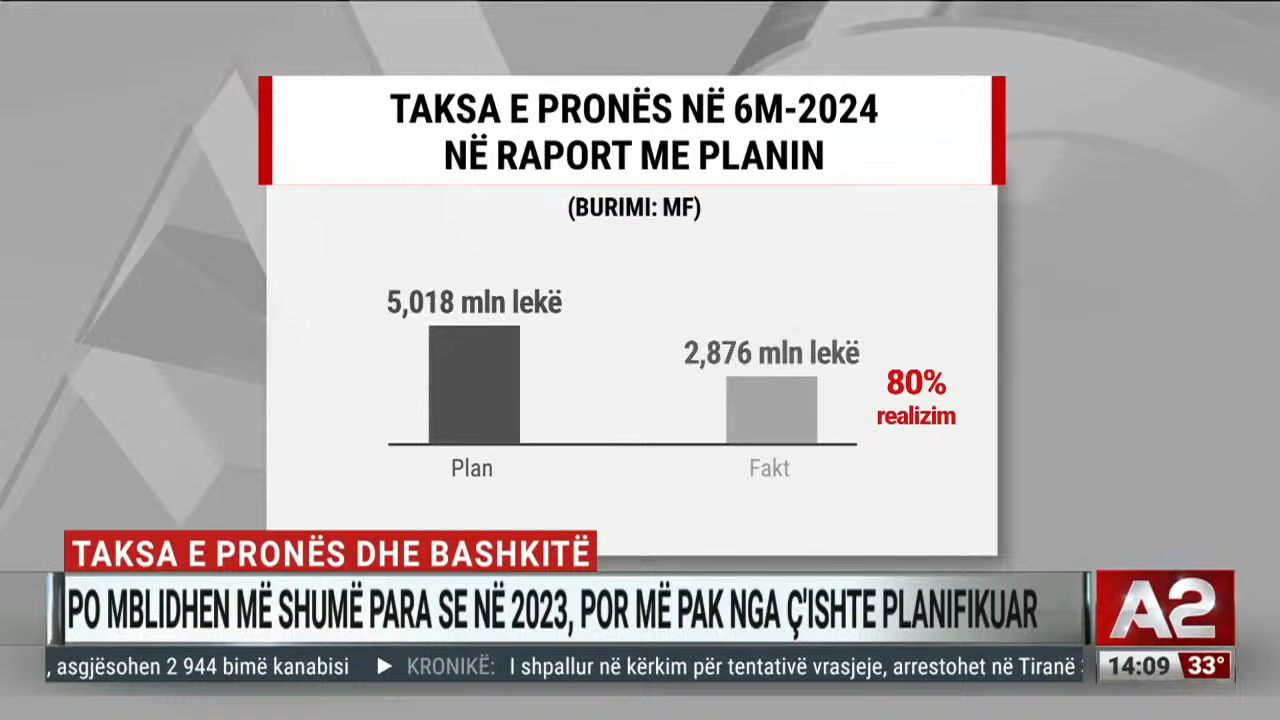 TAKSA E PRONËS NË 6M-2024
NË RAPORT ME PLANIN
(BURIMI: MF)
5,018 mln lekë
2,876 mln lekë
80%
realizim
Plan
Fakt
TAKSA E PRONËS DHE BASHKITË
PO MBLIDHEN MË SHUMË PARA SE NË 2023, POR MË PAK NGA Ç'ISHTE PLANIFIKUAR
A2
, asgjësohen 2 944 bimë kanabisi ▶ KRONIKË: I shpallur në kërkim për tentativë vrasjeje, arrestohet në Tiranë
14:09 33°